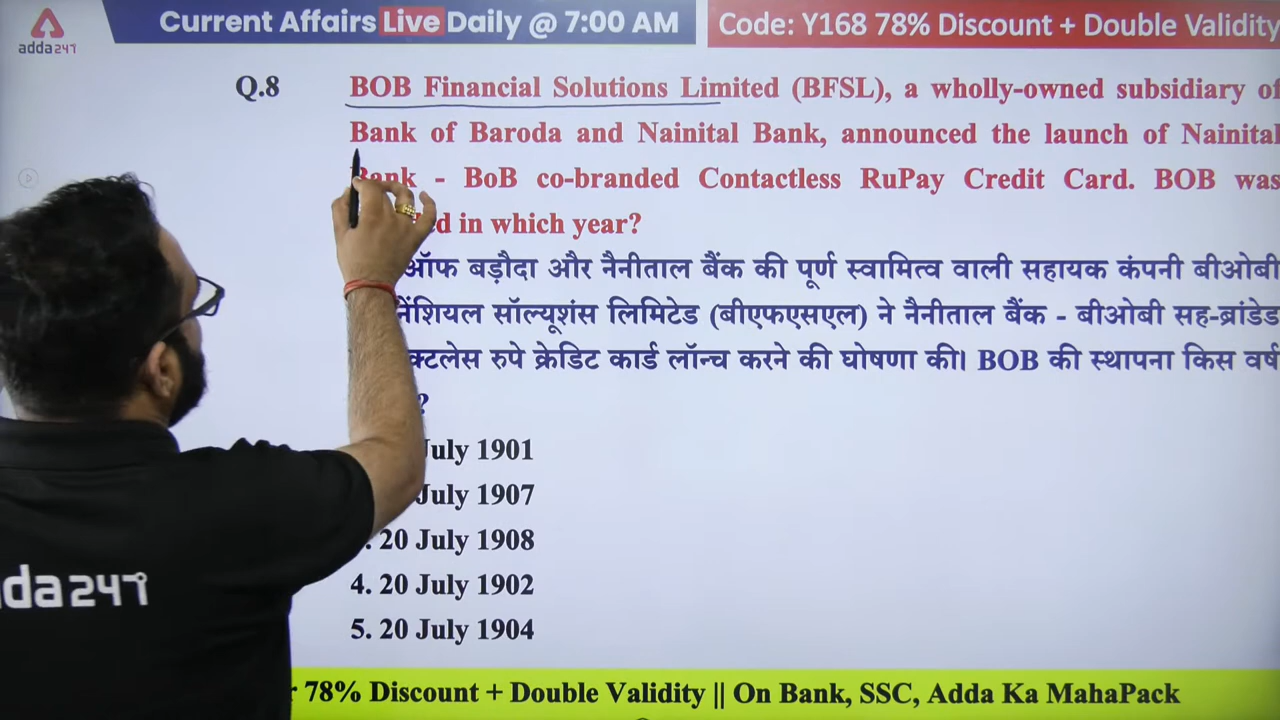 Current Affairs Live Daily @ 7:00 AM
Code: Y168 78% Discount + Double Validity
adda247
Q.8
BOB Financial Solutions Limited (BFSL), a wholly-owned subsidiary of
Bank of Baroda and Nainital Bank, announced the launch of Nainital
Bank - BoB co-branded Contactless RuPay Credit Card. BOB was
in which year?
ऑफ बड़ौदा और नैनीताल बैंक की पूर्ण स्वामित्व वाली सहायक कंपनी बीओबी
सॉल्यूशंस लिमिटेड (बीएफएसएल) ने नैनीताल बैंक - बीओबी सह-ब्रांडेड
रुपे क्रेडिट कार्ड लॉन्च करने की घोषणा की। BOB की स्थापना किस वर्ष
?
July 1901
July 1907
. 20 July 1908
4. 20 July 1902
5. 20 July 1904
da247
78% Discount + Double Validity || On Bank, SSC, Adda Ka MahaPack